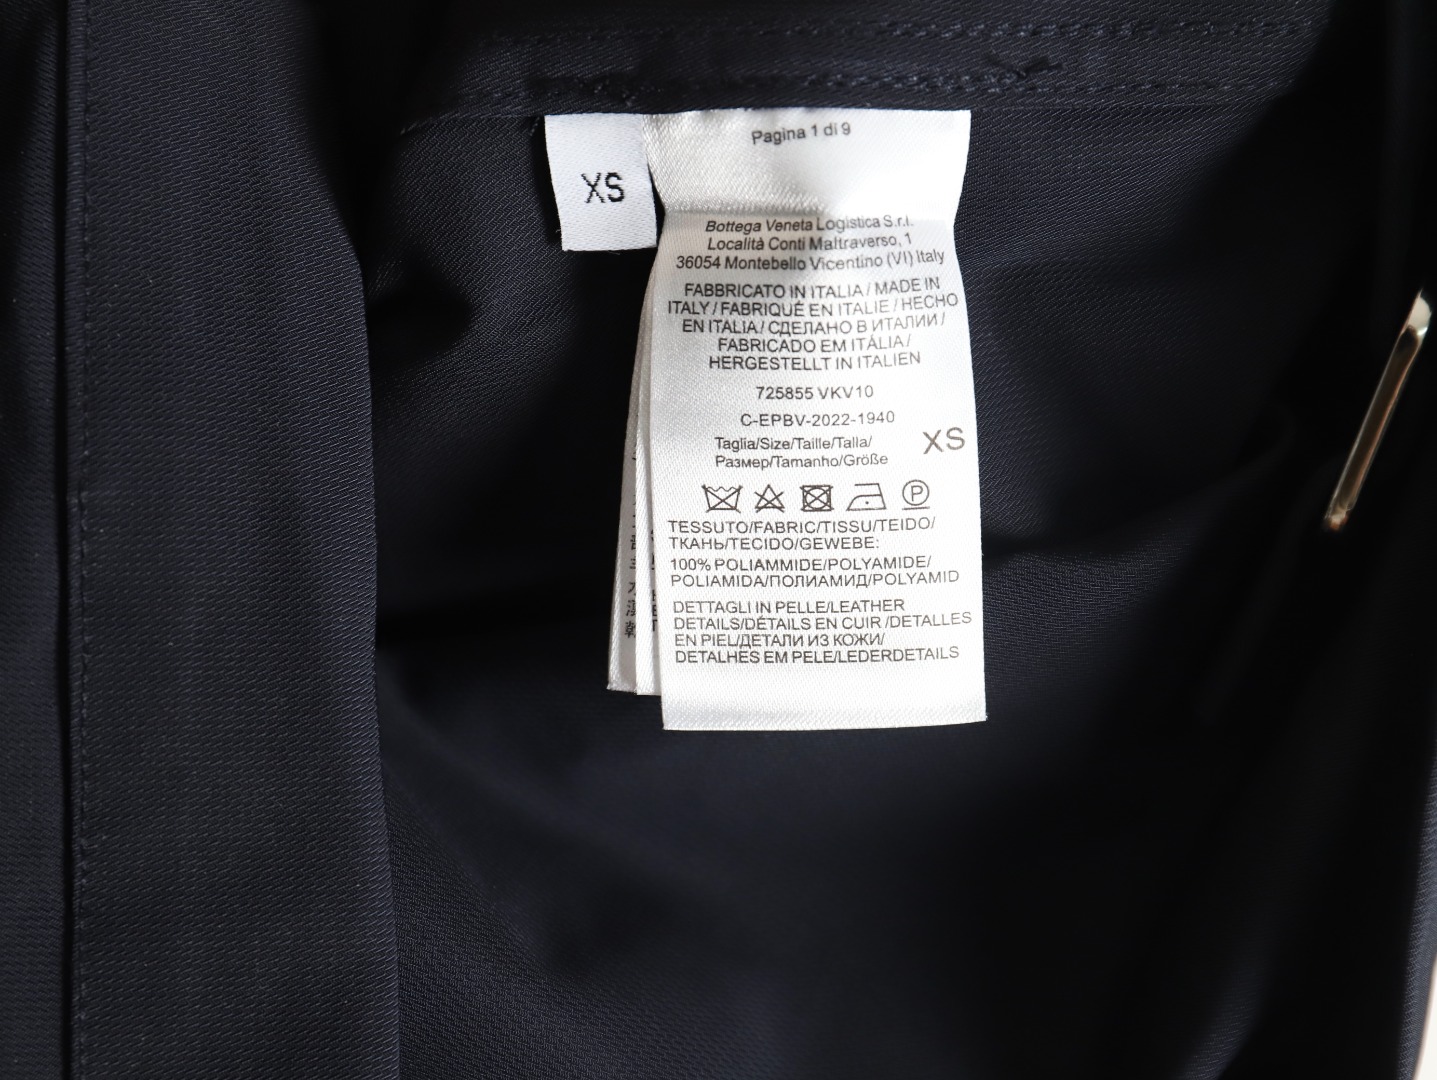 XS
Pagina 1 di 9
Bottega Veneta Logistica S.r.l.
Località Conti Maltraverso, 1
36054 Montebello Vicentino (VI) Italy
FABBRICATO IN ITALIA / MADE IN
ITALY / FABRIQUÉ EN ITALIE / HECHO
EN ITALIA / СДЕЛАНО В ИТАЛИИ /
FABRICADO EM ITÁLIA /
HERGESTELLT IN ITALIEN
725855 VKV10
C-EPBV-2022-1940
Taglia/Size/Taille/Talla/
Размер/Tamanho/Größe
XS
P
TESSUTO/FABRIC/TISSU/TEIDO/
ТКАНЬ/TECIDO/GEWEBE:
100% POLIAMMIDE/POLYAMIDE/
POLIAMIDA/ПОЛИАМИД/POLYAMID
DETTAGLI IN PELLE/LEATHER
DETAILS/DÉTAILS EN CUIR /DETALLES
EN PIEL/ДЕТАЛИ ИЗ КОЖИ/
DETALHES EM PELE/LEDERDETAILS